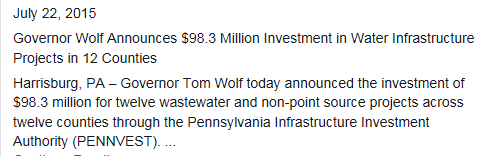 July 22, 2015
Governor Wolf Announces $98.3 Million Investment in Water Infrastructure
Projects in 12 Counties
Harrisburg, PA – Governor Tom Wolf today announced the investment of
$98.3 million for twelve wastewater and non-point source projects across
twelve counties through the Pennsylvania Infrastructure Investment
Authority (PENNVEST). ...